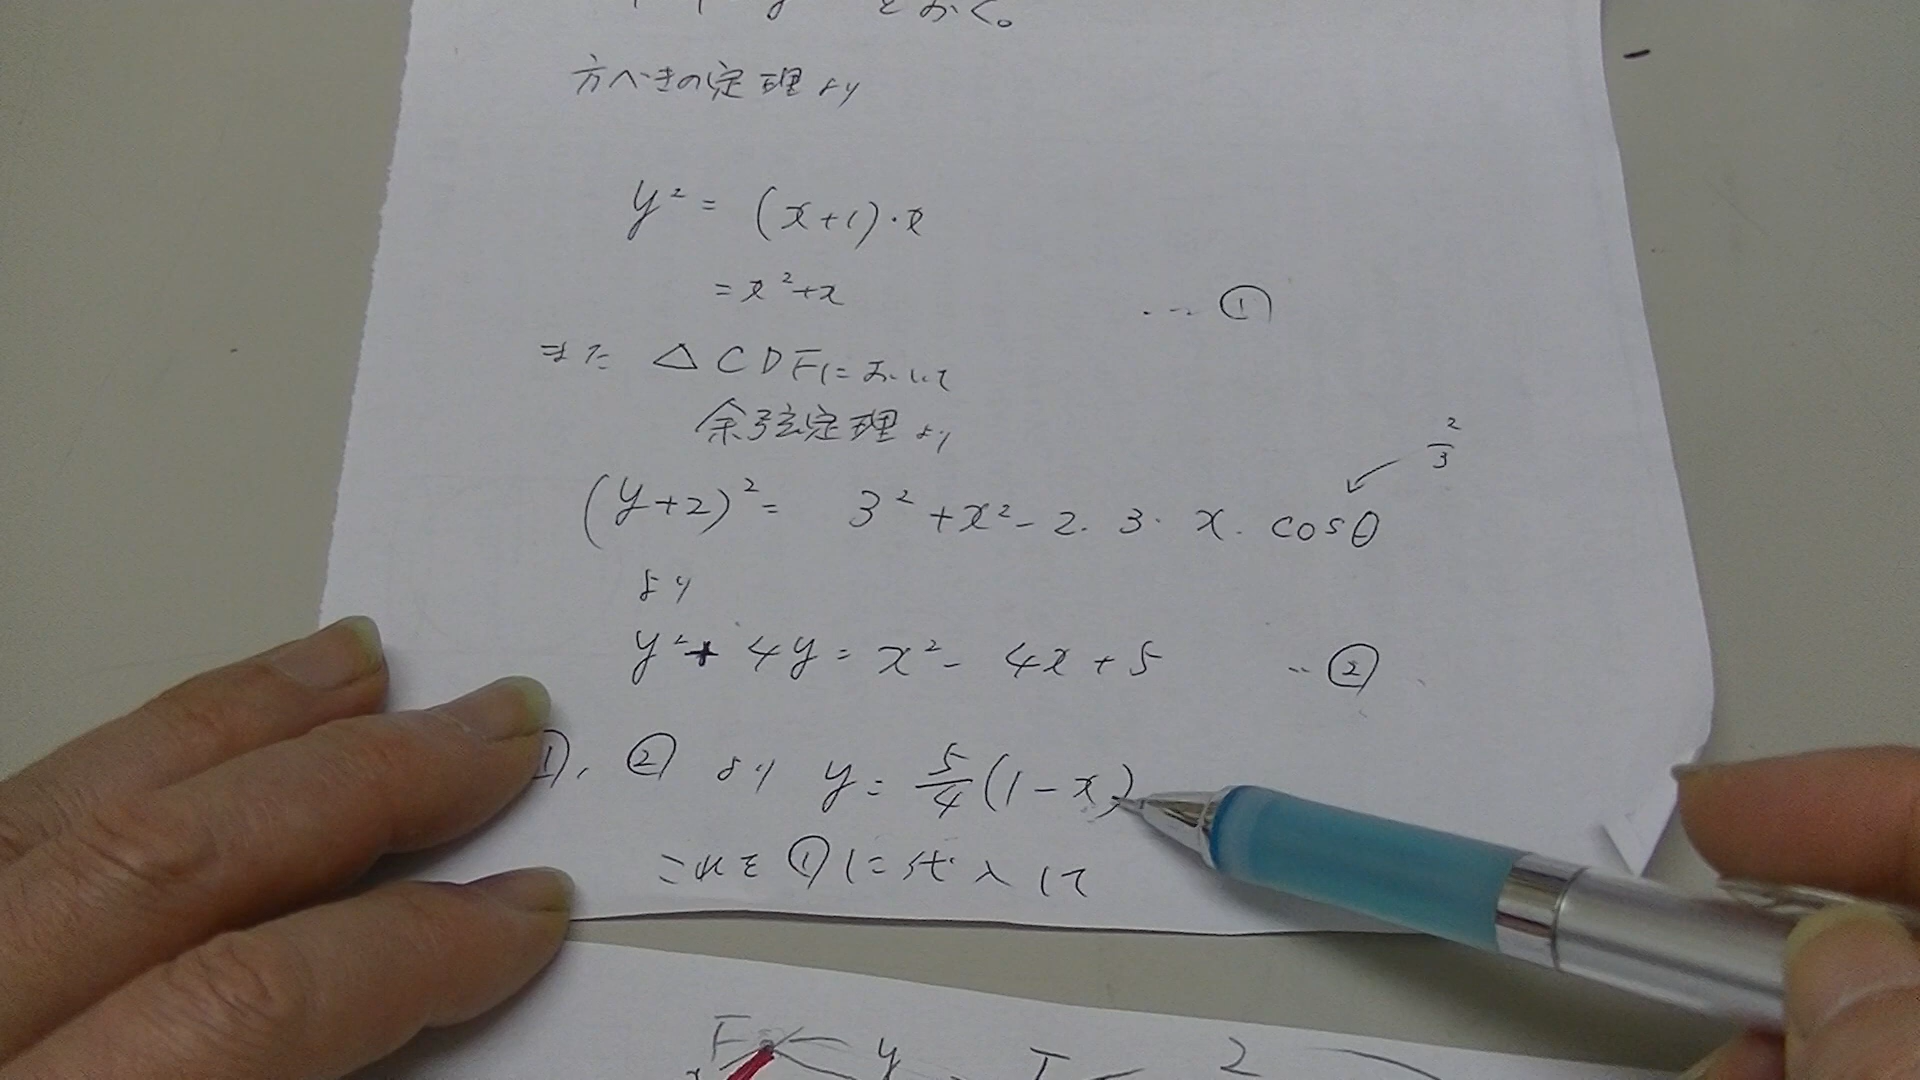 y とおく。
方べきの定理より
y² = (x+1)・x
= x²+x … ①
また △CDFにおいて
余弦定理より
2/3
(y+2)² = 3² + x² - 2・3・x・cosθ
より
y² + 4y = x² - 4x + 5 … ②
①, ② より y = 5/4 (1-x)
これを①に代入して
F y 2
x